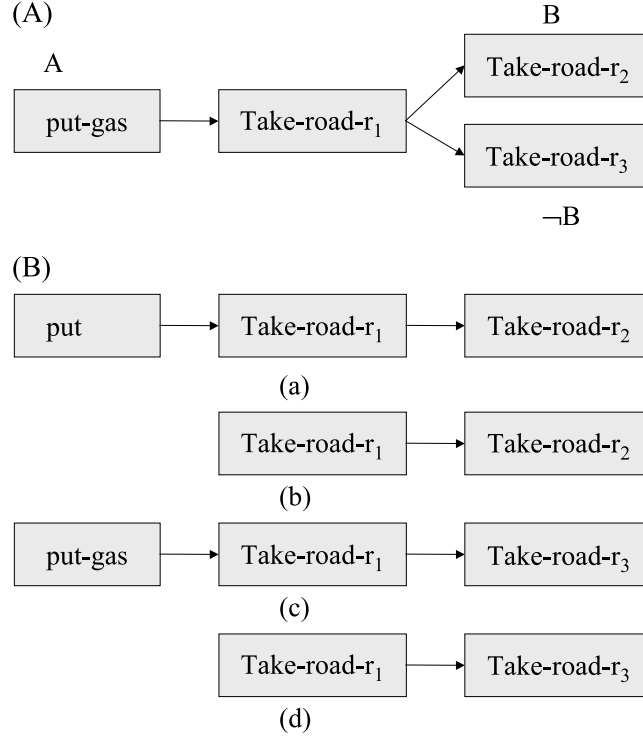 (A)
B
A
Take-road-r₂
put-gas
Take-road-r₁
Take-road-r₃
¬B
(B)
put
Take-road-r₁
Take-road-r₂
(a)
Take-road-r₁
Take-road-r₂
(b)
put-gas
Take-road-r₁
Take-road-r₃
(c)
Take-road-r₁
Take-road-r₃
(d)